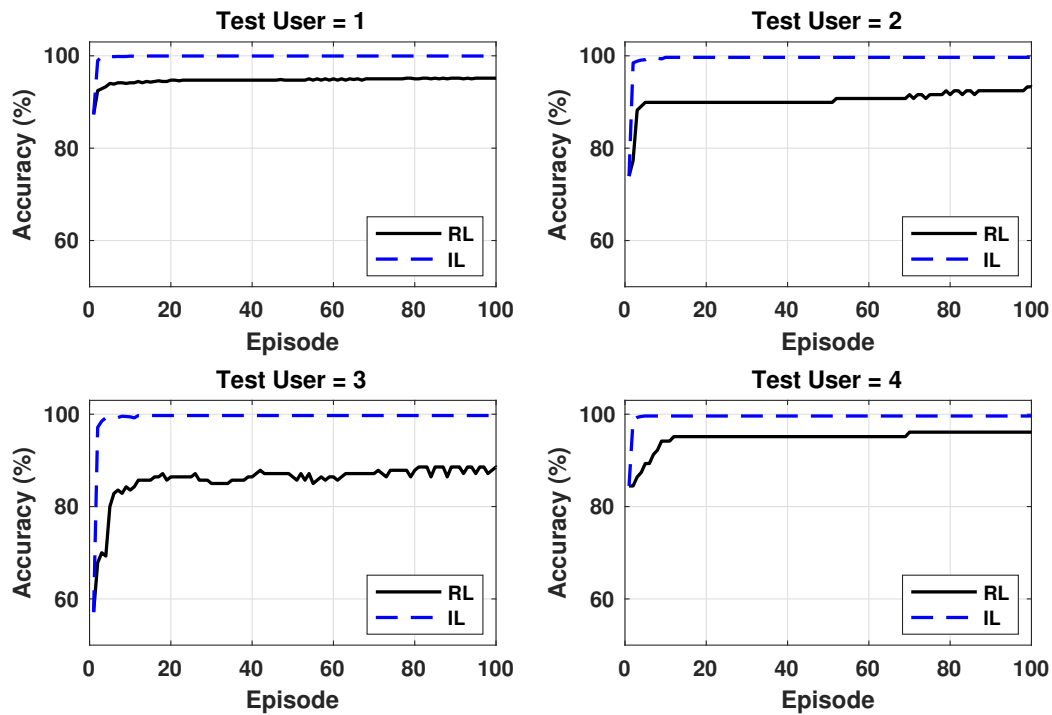 Test User = 1
100
80
60
Accuracy (%)
RL
IL
0 20 40 60 80 100
Episode
Test User = 2
100
80
60
Accuracy (%)
RL
IL
0 20 40 60 80 100
Episode
Test User = 3
100
80
60
Accuracy (%)
RL
IL
0 20 40 60 80 100
Episode
Test User = 4
100
80
60
Accuracy (%)
RL
IL
0 20 40 60 80 100
Episode